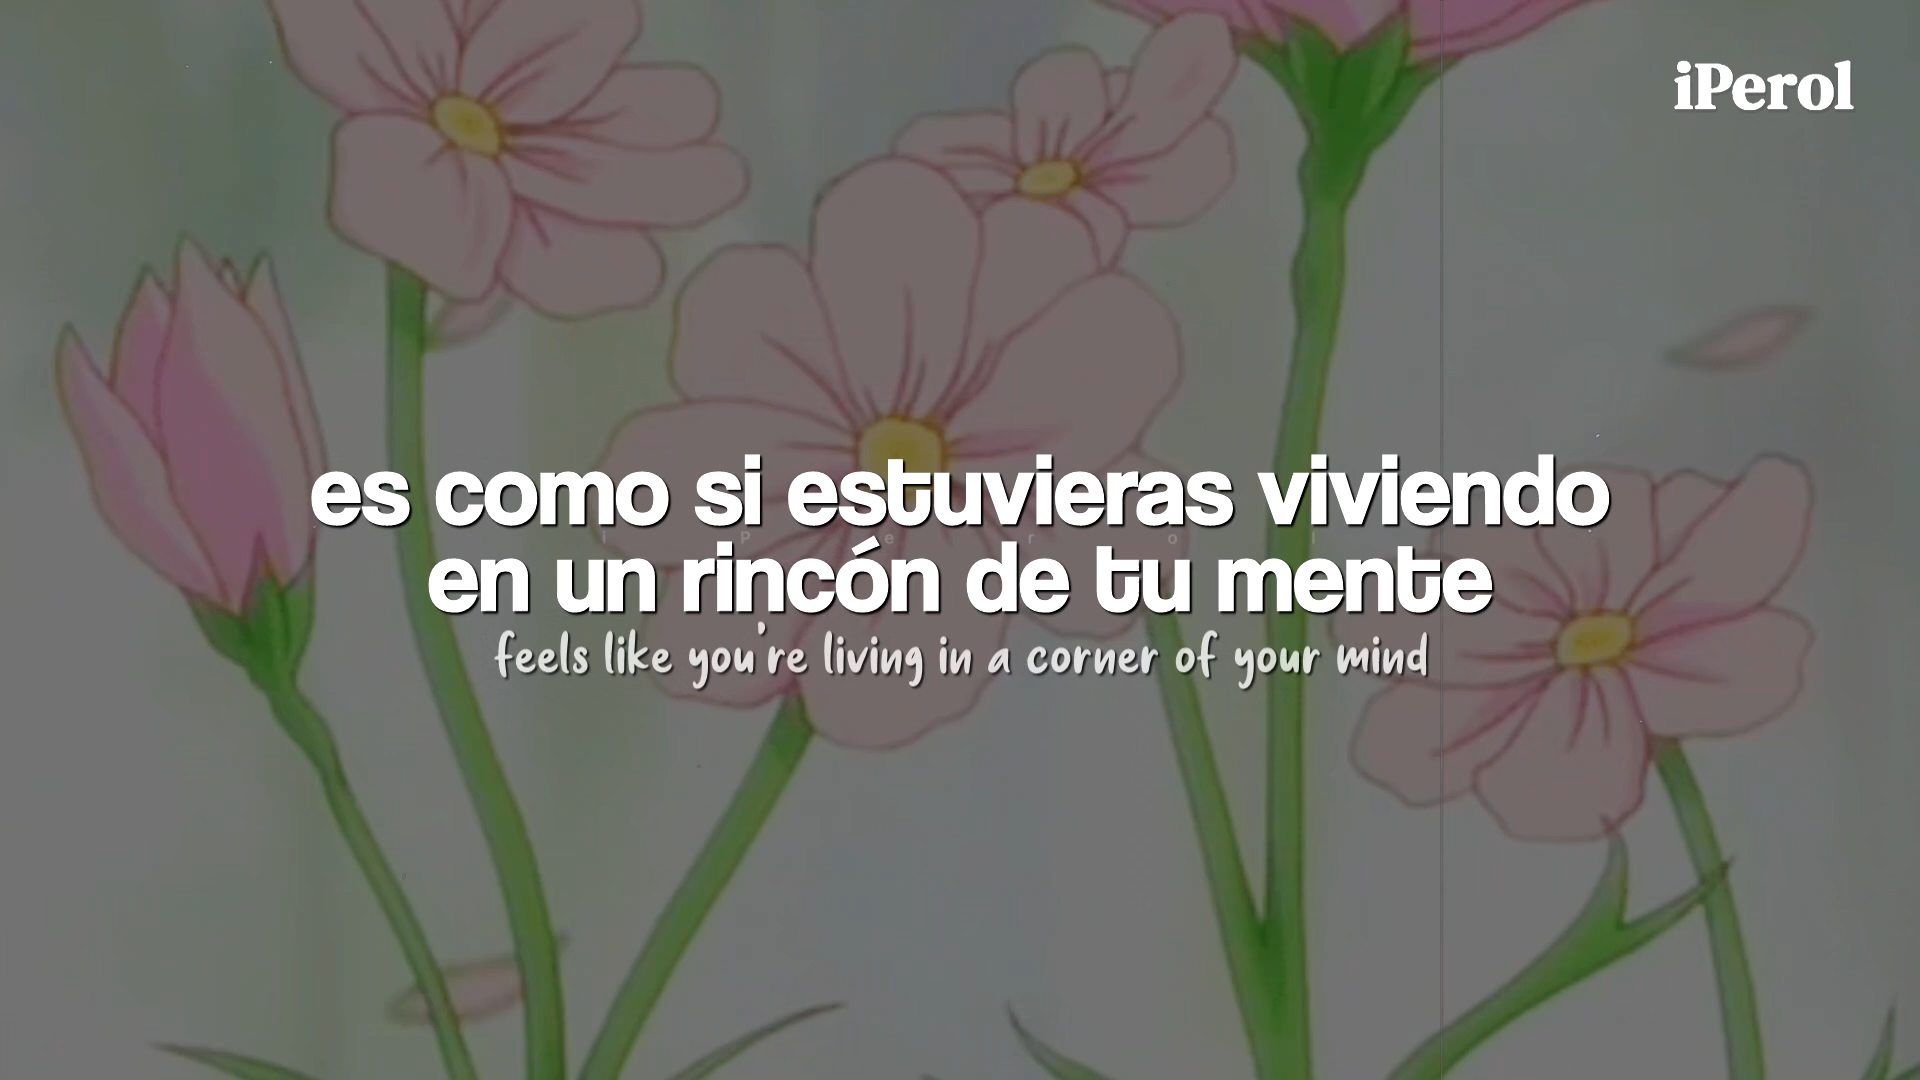 iPerol
es como si estuvieras viviendo
i P e r o l
en un rincón de tu mente
feels like you're living in a corner of your mind